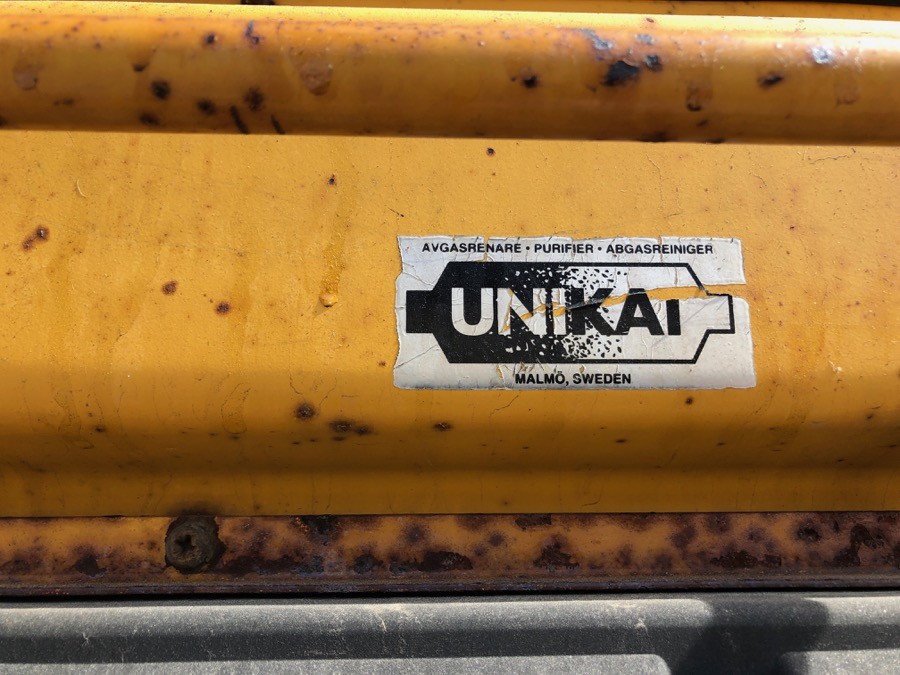 AVGASRENARE • PURIFIER • ABGASREINIGER
UNIKAT
MALMÖ, SWEDEN